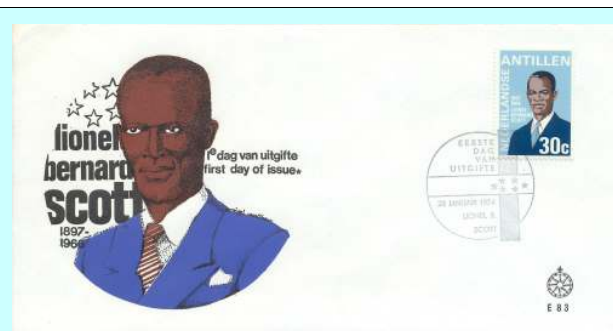 lionel
bernard
scott
1897-
1966
1e dag van uitgifte
first day of issue
ANTILLEN
30c
EERSTE
DAG
VAN
UITGIFTE
LIONEL B.
SCOTT
E 83